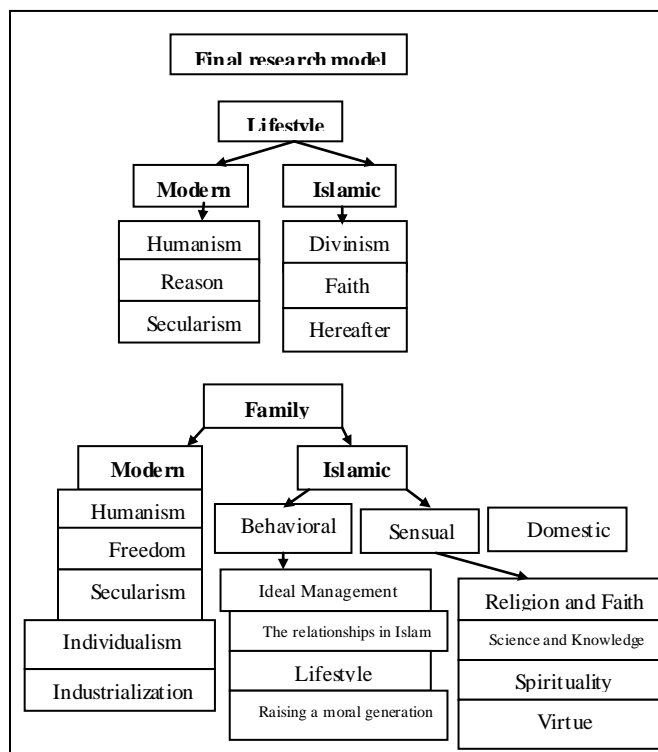 Final research model
Lifestyle
Modern
Islamic
Humanism
Divinism
Reason
Faith
Secularism
Hereafter
Family
Modern
Islamic
Humanism
Behavioral
Sensual
Domestic
Freedom
Secularism
Ideal Management
Religion and Faith
Individualism
The relationships in Islam
Science and Knowledge
Industrialization
Lifestyle
Spirituality
Raising a moral generation
Virtue